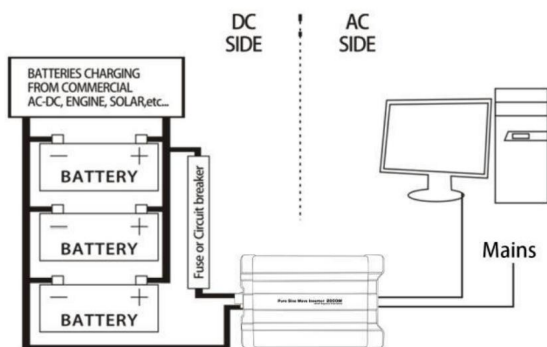 DC
SIDE
AC
SIDE
BATTERIES CHARGING
FROM COMMERCIAL
AC-DC, ENGINE, SOLAR,etc...
— +
BATTERY
— +
BATTERY
— +
BATTERY
Fuse or Circuit breaker
Pure Sine Wave Inverter
Mains